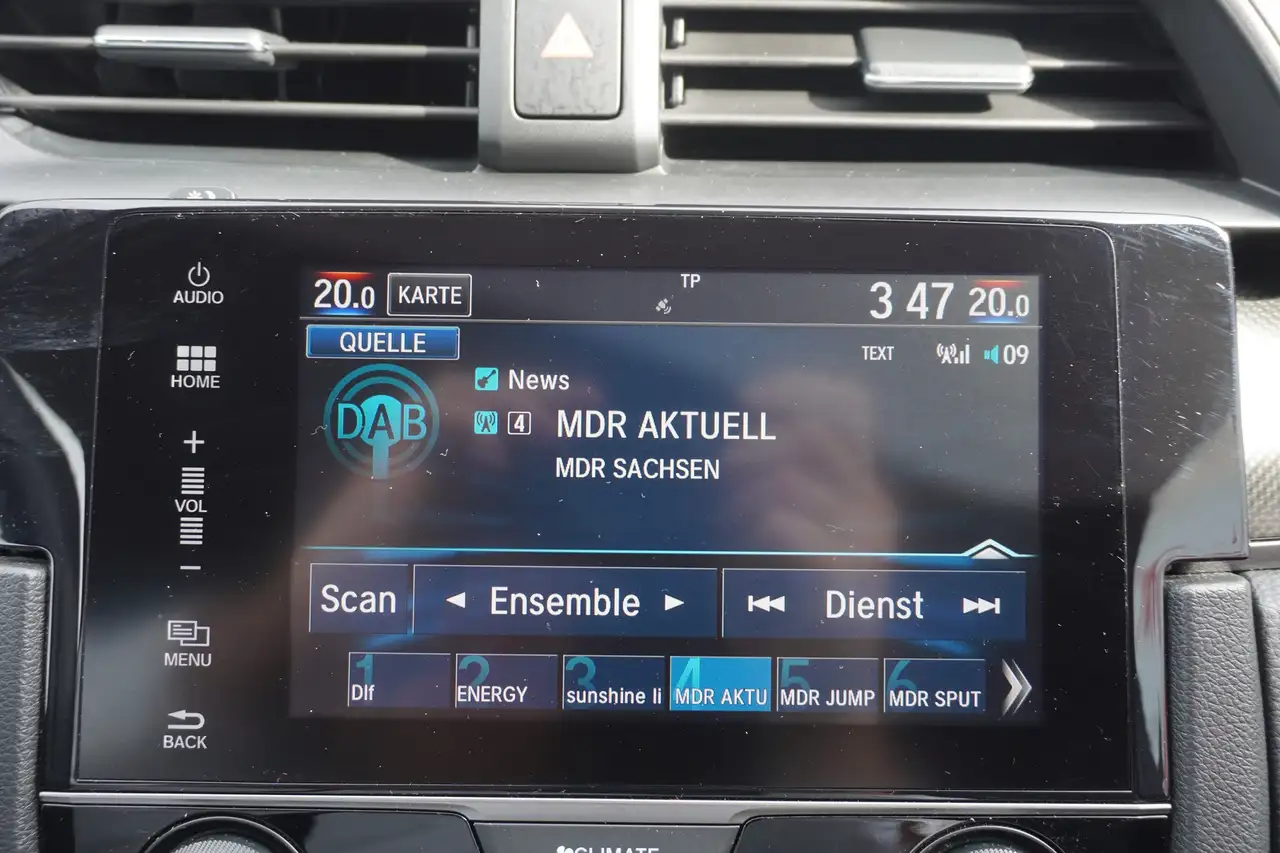 AUDIO
HOME
+
VOL
−
MENU
BACK
20.0 KARTE TP 3 47 20.0
QUELLE
TEXT 09
DAB
News
4 MDR AKTUELL
MDR SACHSEN
Scan Ensemble Dienst
1 Dlf
2 ENERGY
3 sunshine li
4 MDR AKTU
5 MDR JUMP
6 MDR SPUT
CLIMATE